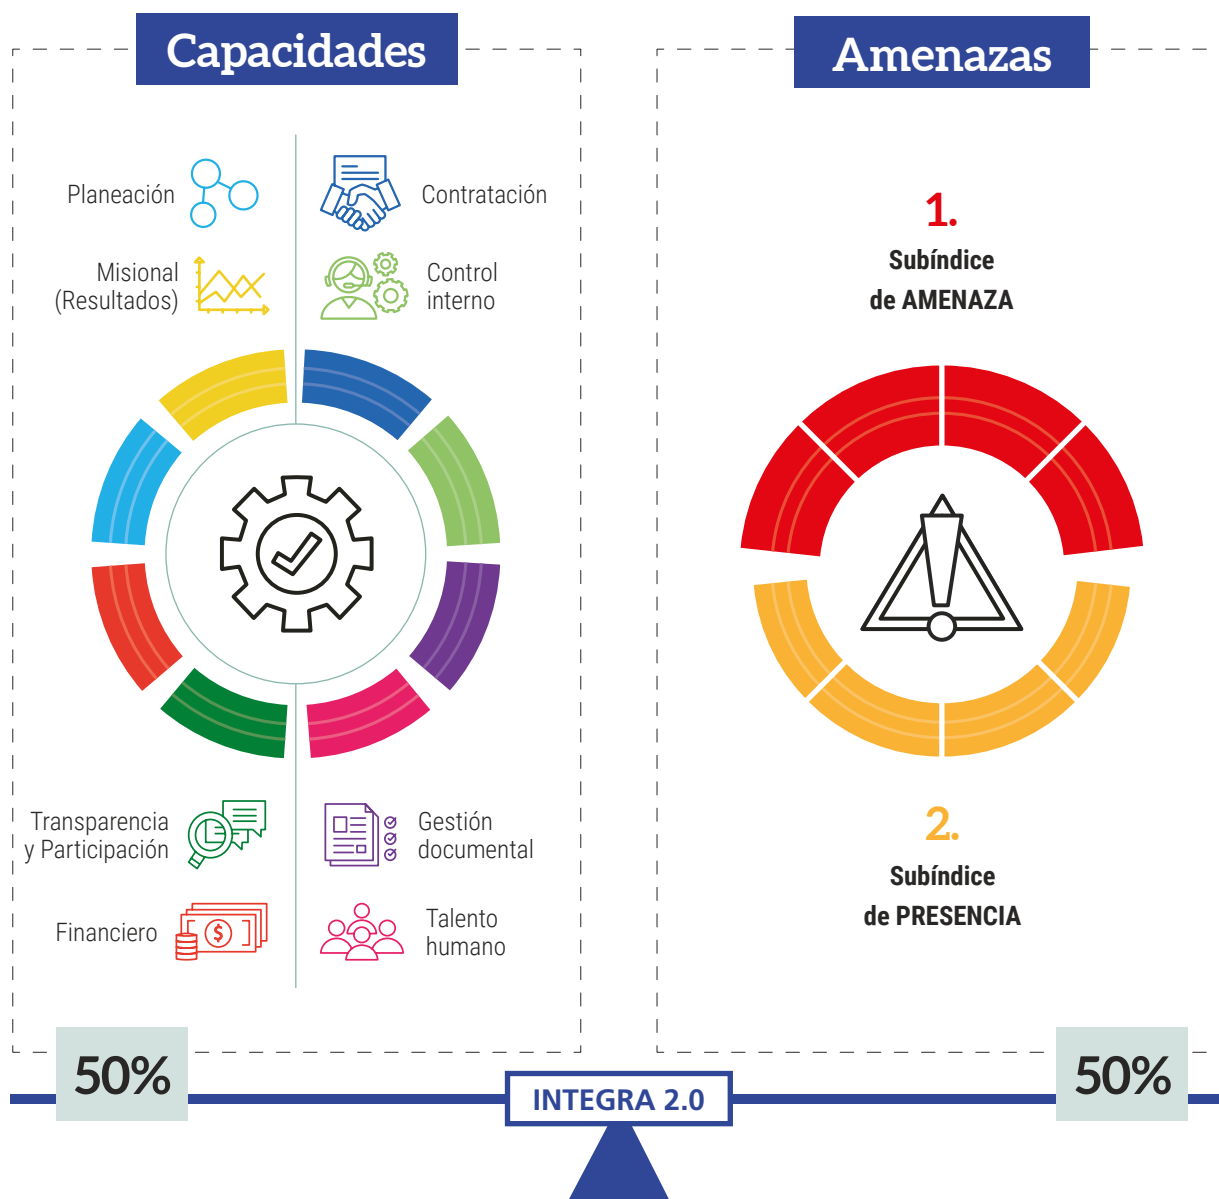 Capacidades
Planeación
Contratación
Misional
(Resultados)
Control
interno
Transparencia
y Participación
Gestión
documental
Financiero
$
Talento
humano
50%
Amenazas
1.
Subíndice
de AMENAZA
2.
Subíndice
de PRESENCIA
50%
INTEGRA 2.0